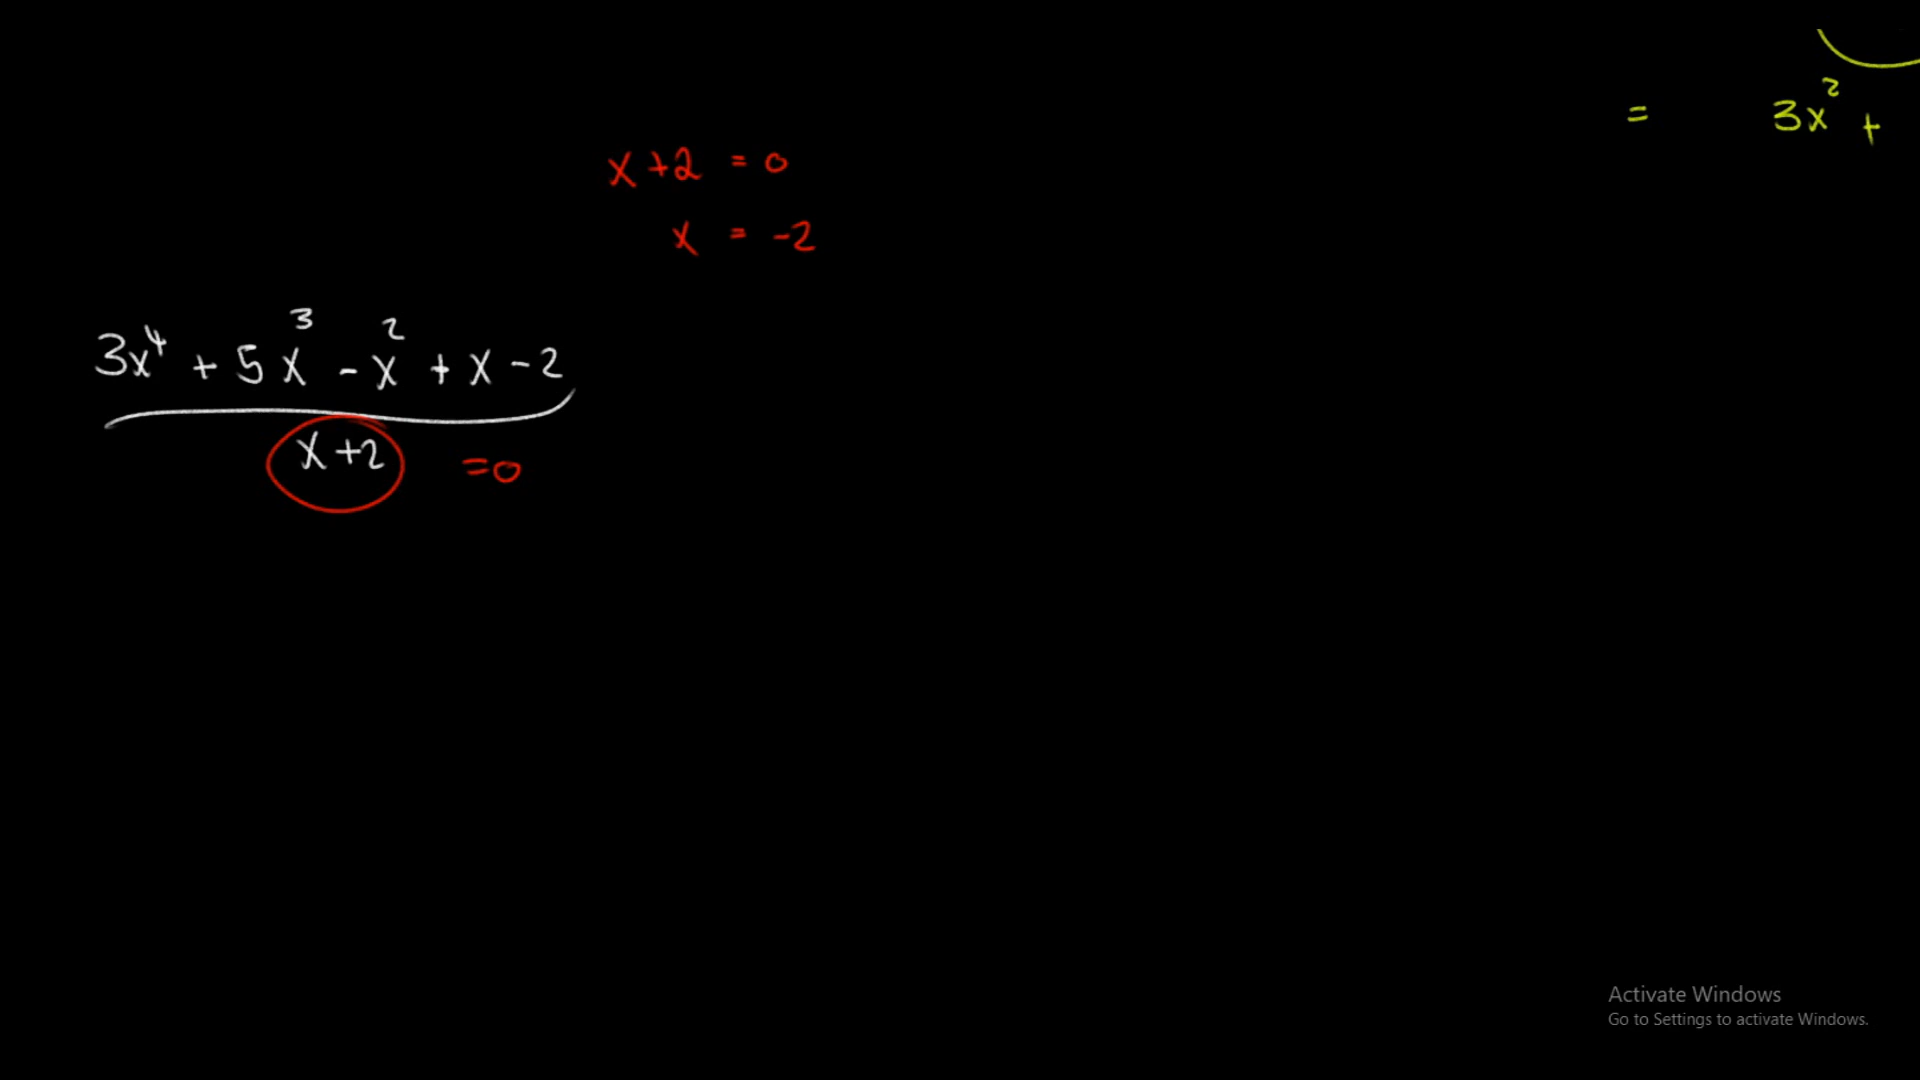 = 3x² +
x + 2 = 0
x = -2
3x⁴ + 5x³ - x² + x - 2
x + 2 = 0
Activate Windows
Go to Settings to activate Windows.